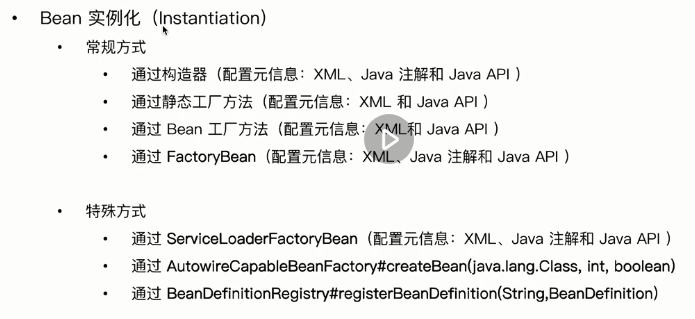 • Bean 实例化（Instantiation）
• 常规方式
• 通过构造器（配置元信息：XML、Java 注解和 Java API ）
• 通过静态工厂方法（配置元信息：XML 和 Java API ）
• 通过 Bean 工厂方法（配置元信息：XML和 Java API ）
• 通过 FactoryBean（配置元信息：XML、Java 注解和 Java API ）
• 特殊方式
• 通过 ServiceLoaderFactoryBean（配置元信息：XML、Java 注解和 Java API ）
• 通过 AutowireCapableBeanFactory#createBean(java.lang.Class, int, boolean)
• 通过 BeanDefinitionRegistry#registerBeanDefinition(String,BeanDefinition)